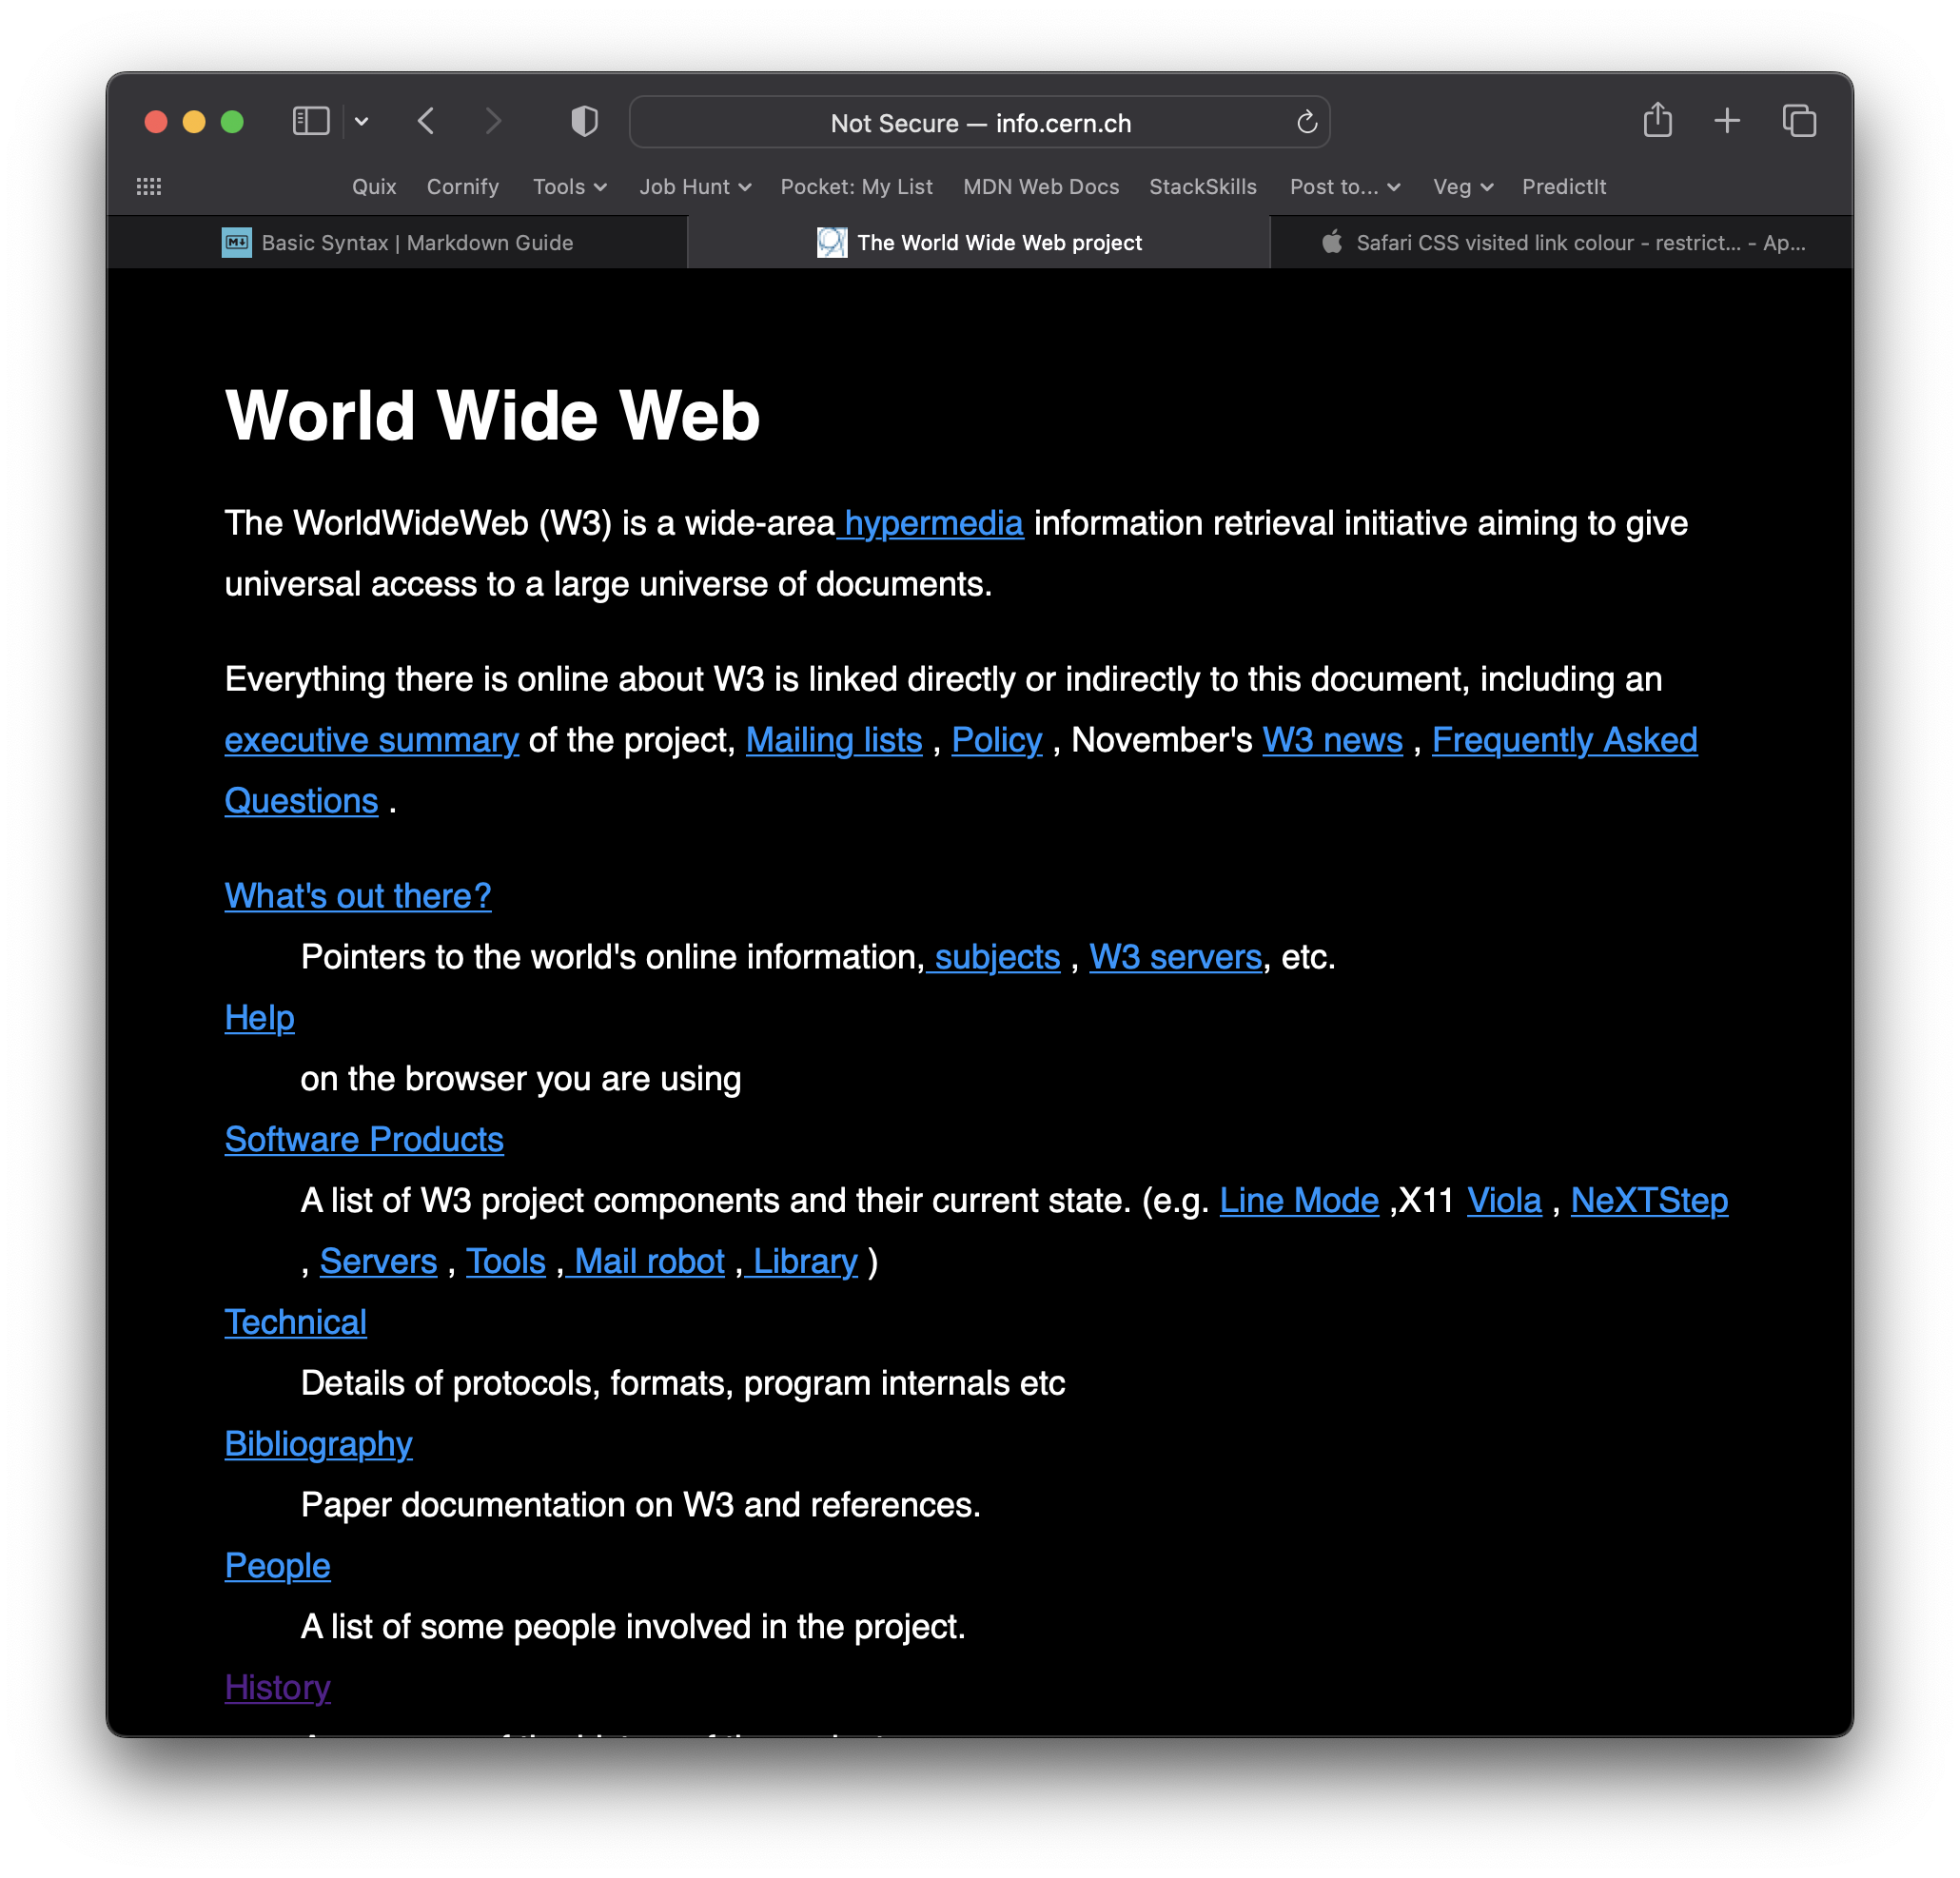 Not Secure — info.cern.ch
Quix Cornify Tools Job Hunt Pocket: My List MDN Web Docs StackSkills Post to... Veg PredictIt
M↓ Basic Syntax | Markdown Guide The World Wide Web project Safari CSS visited link colour - restrict... - Ap...
World Wide Web
The WorldWideWeb (W3) is a wide-area hypermedia information retrieval initiative aiming to give
universal access to a large universe of documents.
Everything there is online about W3 is linked directly or indirectly to this document, including an
executive summary of the project, Mailing lists , Policy , November's W3 news , Frequently Asked
Questions .
What's out there?
Pointers to the world's online information, subjects , W3 servers, etc.
Help
on the browser you are using
Software Products
A list of W3 project components and their current state. (e.g. Line Mode ,X11 Viola , NeXTStep
, Servers , Tools , Mail robot , Library )
Technical
Details of protocols, formats, program internals etc
Bibliography
Paper documentation on W3 and references.
People
A list of some people involved in the project.
History